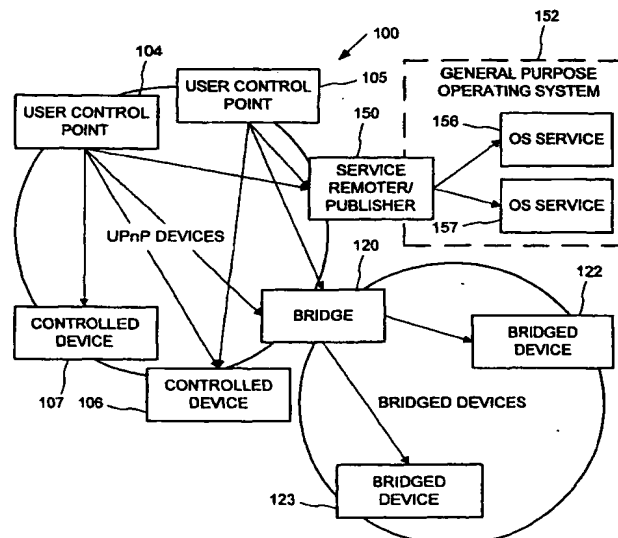 100
152
104
105
USER CONTROL
POINT
USER CONTROL
POINT
GENERAL PURPOSE
OPERATING SYSTEM
150
156
OS SERVICE
SERVICE
REMOTER/
PUBLISHER
157
OS SERVICE
UPnP DEVICES
120
122
BRIDGE
BRIDGED
DEVICE
CONTROLLED
DEVICE
107
106
CONTROLLED
DEVICE
BRIDGED DEVICES
123
BRIDGED
DEVICE